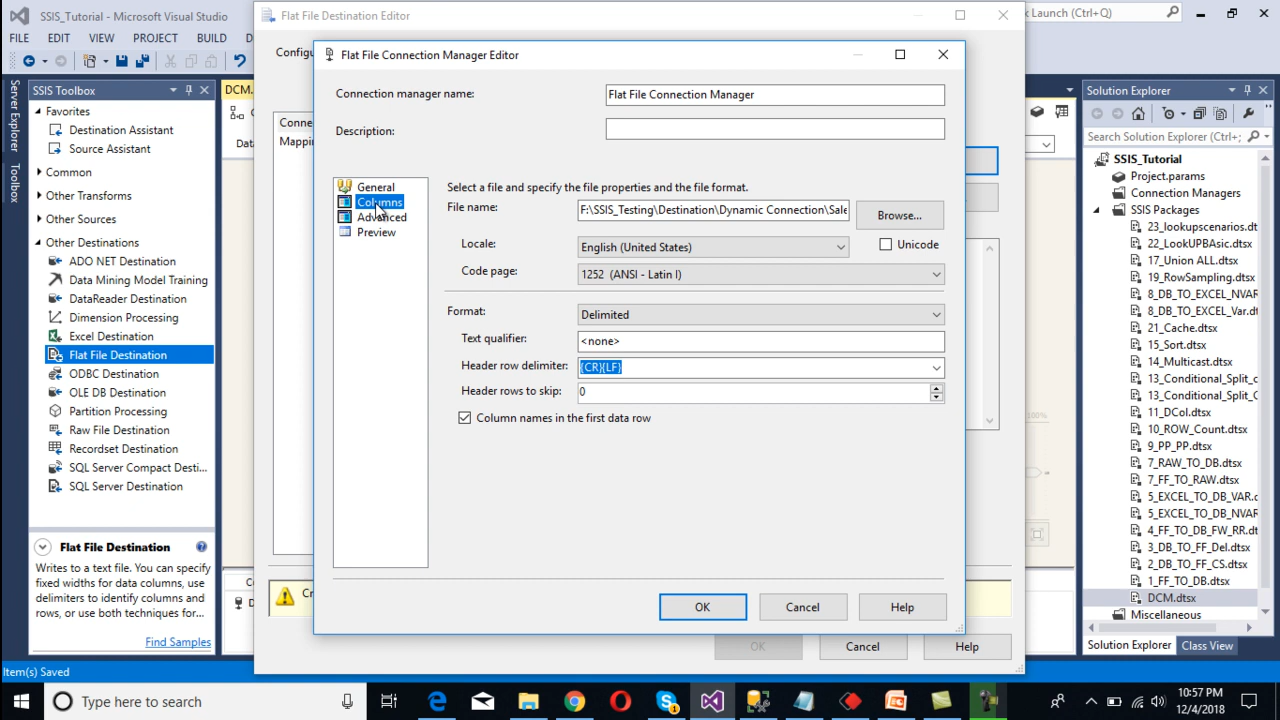 SSIS_Tutorial - Microsoft Visual Studio
Flat File Destination Editor
Launch (Ctrl+Q)
FILE EDIT VIEW PROJECT BUILD
Flat File Connection Manager Editor
Server Explorer
Toolbox
SSIS Toolbox
Favorites
Destination Assistant
Source Assistant
Common
Other Transforms
Other Sources
Other Destinations
ADO NET Destination
Data Mining Model Training
DataReader Destination
Dimension Processing
Excel Destination
Flat File Destination
ODBC Destination
OLE DB Destination
Partition Processing
Raw File Destination
Recordset Destination
SQL Server Compact Desti...
SQL Server Destination
Flat File Destination
Writes to a text file. You can specify
fixed widths for data columns, use
delimiters to identify columns and
rows, or use both techniques for...
Find Samples
DCM.
Connection manager name:
Flat File Connection Manager
Description:
General
Columns
Advanced
Preview
Select a file and specify the file properties and the file format.
File name:
F:\SSIS_Testing\Destination\Dynamic Connection\Sale
Browse...
Locale:
English (United States)
Unicode
Code page:
1252 (ANSI - Latin I)
Format:
Delimited
Text qualifier:
<none>
Header row delimiter:
{CR}{LF}
Header rows to skip:
0
Column names in the first data row
OK
Cancel
Help
OK
Cancel
Help
100%
Solution Explorer
Search Solution Explorer (Ctrl+;
SSIS_Tutorial
Project.params
Connection Managers
SSIS Packages
23_lookupscenarios.dt
22_LookUPBAsic.dtsx
17_Union ALL.dtsx
19_RowSampling.dtsx
8_DB_TO_EXCEL_NVAR
8_DB_TO_EXCEL_Var.dt
21_Cache.dtsx
15_Sort.dtsx
14_Multicast.dtsx
13_Conditional_Split_c
13_Conditional_Split_C
11_DCol.dtsx
10_ROW_Count.dtsx
9_PP_PP.dtsx
7_RAW_TO_DB.dtsx
7_FF_TO_RAW.dtsx
5_EXCEL_TO_DB_VAR.c
5_EXCEL_TO_DB_NVAR
4_FF_TO_DB_FW_RR.dt
3_DB_TO_FF_Del.dtsx
2_DB_TO_FF_CS.dtsx
1_FF_TO_DB.dtsx
DCM.dtsx
Miscellaneous
Solution Explorer Class View
Item(s) Saved
Type here to search
10:57 PM
12/4/2018